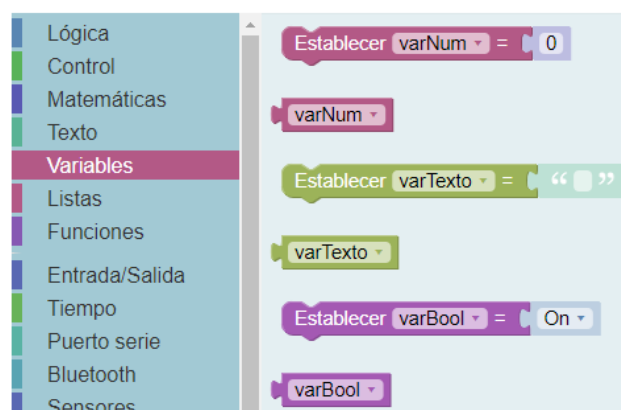 Lógica
Control
Matemáticas
Texto
Variables
Listas
Funciones
Entrada/Salida
Tiempo
Puerto serie
Bluetooth
Sensores
Establecer varNum = 0
varNum
Establecer varTexto = “ ”
varTexto
Establecer varBool = On
varBool